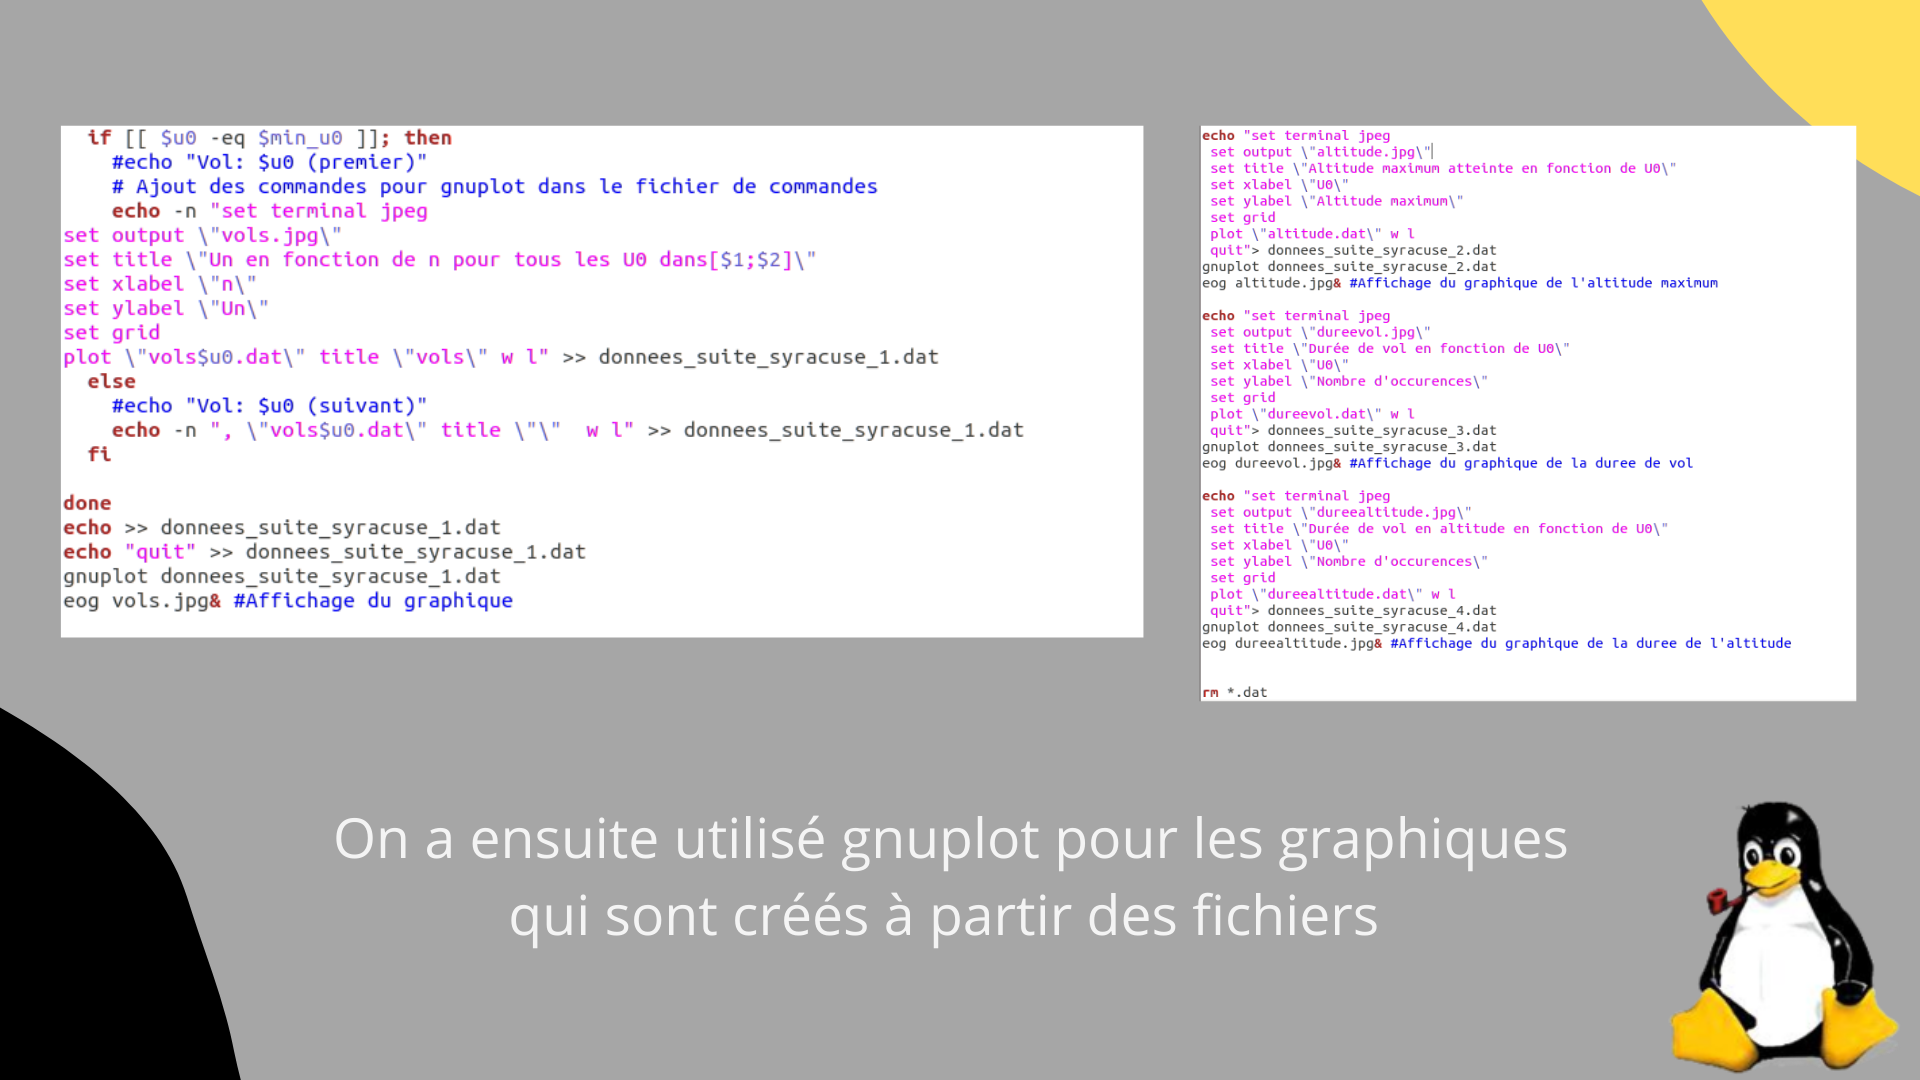 if [[ $u0 -eq $min_u0 ]]; then
#echo "Vol: $u0 (premier)"
# Ajout des commandes pour gnuplot dans le fichier de commandes
echo -n "set terminal jpeg
set output \"vols.jpg\"
set title \"Un en fonction de n pour tous les U0 dans[$1;$2]\"
set xlabel \"n\"
set ylabel \"Un\"
set grid
plot \"vols$u0.dat\" title \"vols\" w l" >> donnees_suite_syracuse_1.dat
else
#echo "Vol: $u0 (suivant)"
echo -n ", \"vols$u0.dat\" title \"\"  w l" >> donnees_suite_syracuse_1.dat
fi
done
echo >> donnees_suite_syracuse_1.dat
echo "quit" >> donnees_suite_syracuse_1.dat
gnuplot donnees_suite_syracuse_1.dat
eog vols.jpg& #Affichage du graphique
echo "set terminal jpeg
set output \"altitude.jpg\"
set title \"Altitude maximum atteinte en fonction de U0\"
set xlabel \"U0\"
set ylabel \"Altitude maximum\"
set grid
plot \"altitude.dat\" w l
quit"> donnees_suite_syracuse_2.dat
gnuplot donnees_suite_syracuse_2.dat
eog altitude.jpg& #Affichage du graphique de l'altitude maximum
echo "set terminal jpeg
set output \"dureevol.jpg\"
set title \"Durée de vol en fonction de U0\"
set xlabel \"U0\"
set ylabel \"Nombre d'occurences\"
set grid
plot \"dureevol.dat\" w l
quit"> donnees_suite_syracuse_3.dat
gnuplot donnees_suite_syracuse_3.dat
eog dureevol.jpg& #Affichage du graphique de la duree de vol
echo "set terminal jpeg
set output \"dureealtitude.jpg\"
set title \"Durée de vol en altitude en fonction de U0\"
set xlabel \"U0\"
set ylabel \"Nombre d'occurences\"
set grid
plot \"dureealtitude.dat\" w l
quit"> donnees_suite_syracuse_4.dat
gnuplot donnees_suite_syracuse_4.dat
eog dureealtitude.jpg& #Affichage du graphique de la duree de l'altitude
rm *.dat
On a ensuite utilisé gnuplot pour les graphiques
qui sont créés à partir des fichiers